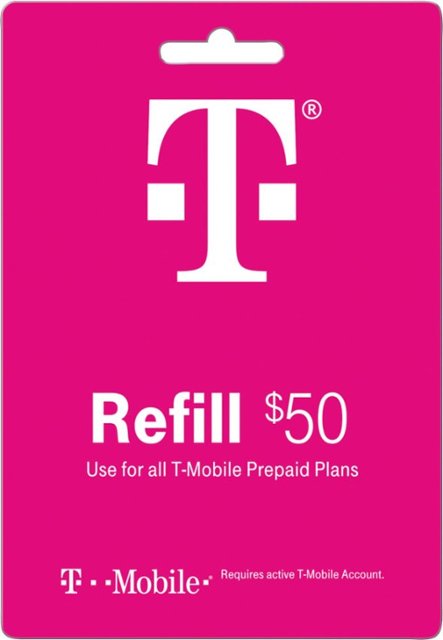 T®
Refill $50
Use for all T-Mobile Prepaid Plans
T··Mobile·® Requires active T-Mobile Account.